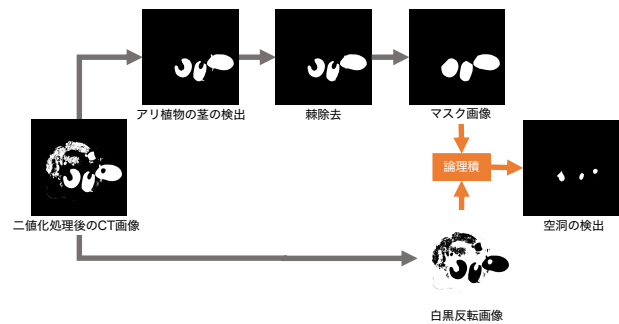 アリ植物の茎の検出
棘除去
マスク画像
論理積
二値化処理後のCT画像
空洞の検出
白黒反転画像